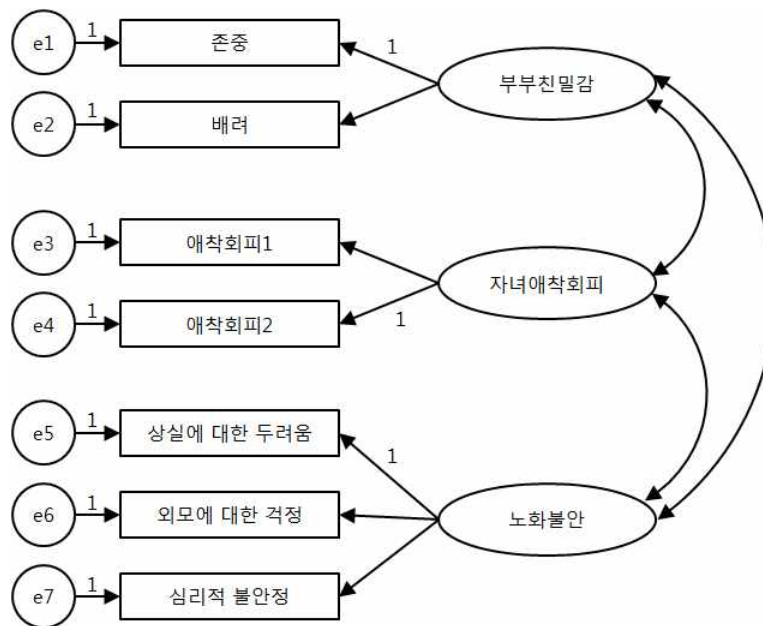 e1 1 존중 1 부부친밀감
e2 1 배려
e3 1 애착회피1 자녀애착회피
e4 1 애착회피2 1
e5 1 상실에 대한 두려움 1
e6 1 외모에 대한 걱정 노화불안
e7 1 심리적 불안정